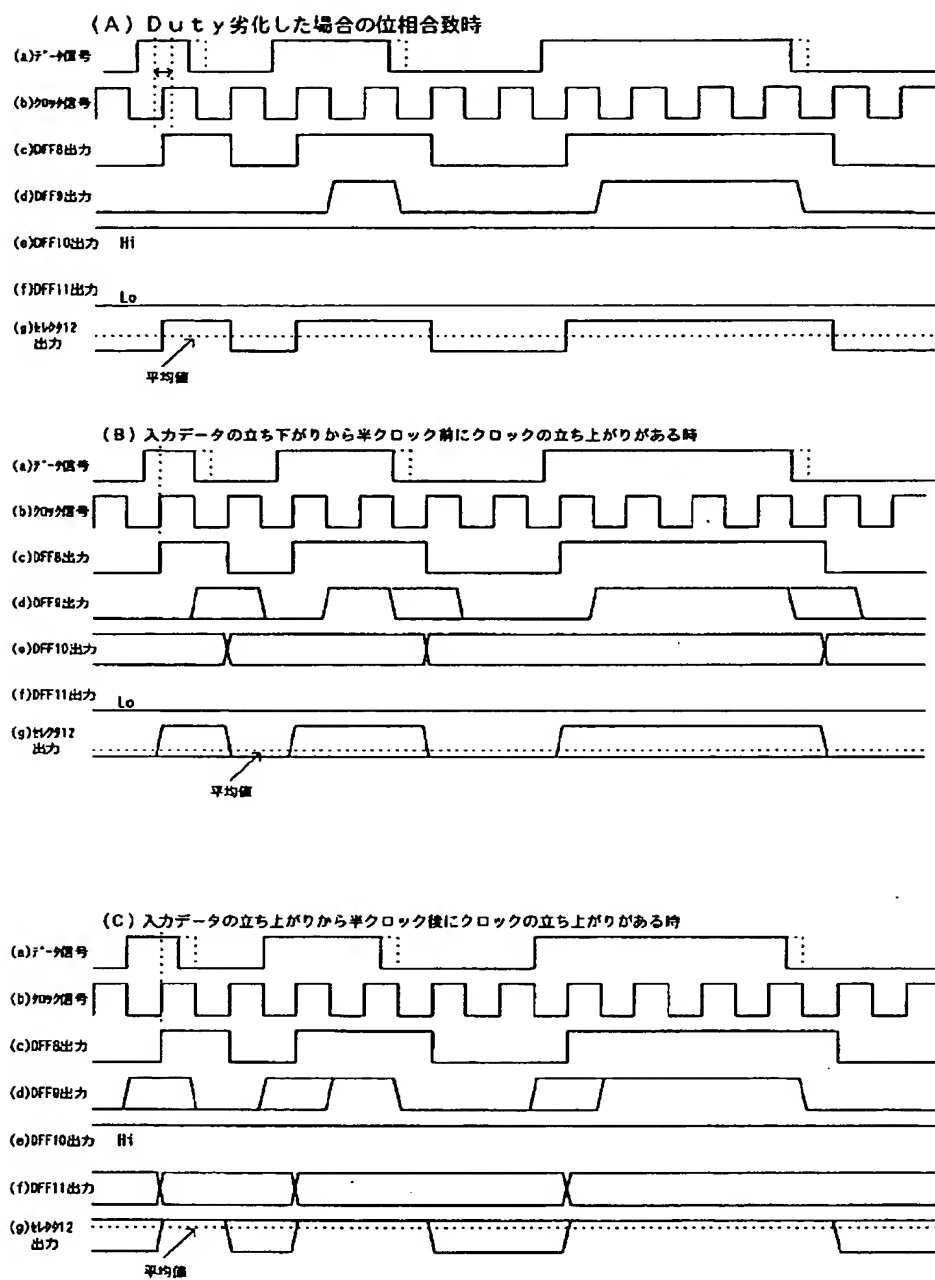 (A) Duty劣化した場合の位相合致時
(a)データ信号
(b)クロック信号
(c)DFF8出力
(d)DFF9出力
(e)DFF10出力 Hi
(f)DFF11出力 Lo
(g)セレクタ12
出力
平均値
(B) 入力データの立ち下がりから半クロック前にクロックの立ち上がりがある時
(a)データ信号
(b)クロック信号
(c)DFF8出力
(d)DFF9出力
(e)DFF10出力
(f)DFF11出力 Lo
(g)セレクタ12
出力
平均値
(C) 入力データの立ち上がりから半クロック後にクロックの立ち上がりがある時
(a)データ信号
(b)クロック信号
(c)DFF8出力
(d)DFF9出力
(e)DFF10出力 Hi
(f)DFF11出力
(g)セレクタ12
出力
平均値